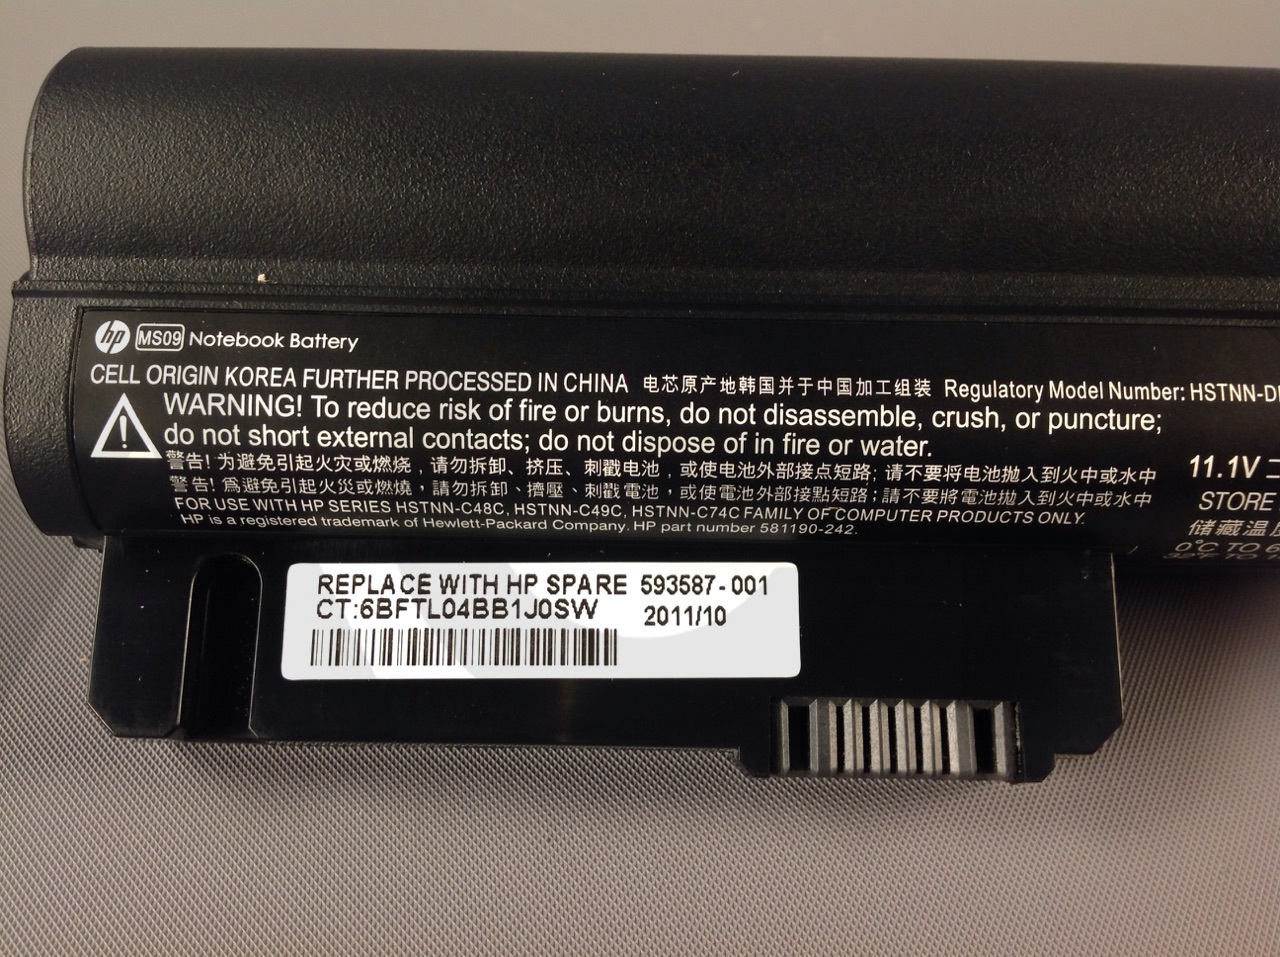 hp MS09 Notebook Battery
CELL ORIGIN KOREA FURTHER PROCESSED IN CHINA 电芯原产地韩国并于中国加工组装 Regulatory Model Number: HSTNN-D
WARNING! To reduce risk of fire or burns, do not disassemble, crush, or puncture;
do not short external contacts; do not dispose of in fire or water.
警告! 为避免引起火灾或燃烧，请勿拆卸、挤压、刺戳电池，或使电池外部接点短路; 请不要将电池抛入到火中或水中
警告! 爲避免引起火災或燃燒，請勿拆卸、擠壓、刺戳電池，或使電池外部接點短路; 請不要將電池抛入到火中或水中
FOR USE WITH HP SERIES HSTNN-C48C, HSTNN-C49C, HSTNN-C74C FAMILY OF COMPUTER PRODUCTS ONLY.
HP is a registered trademark of Hewlett-Packard Company. HP part number 581190-242.
11.1V
STORE
储藏温度
0°C TO 6
REPLACE WITH HP SPARE 593587-001
CT:6BFTL04BB1J0SW 2011/10